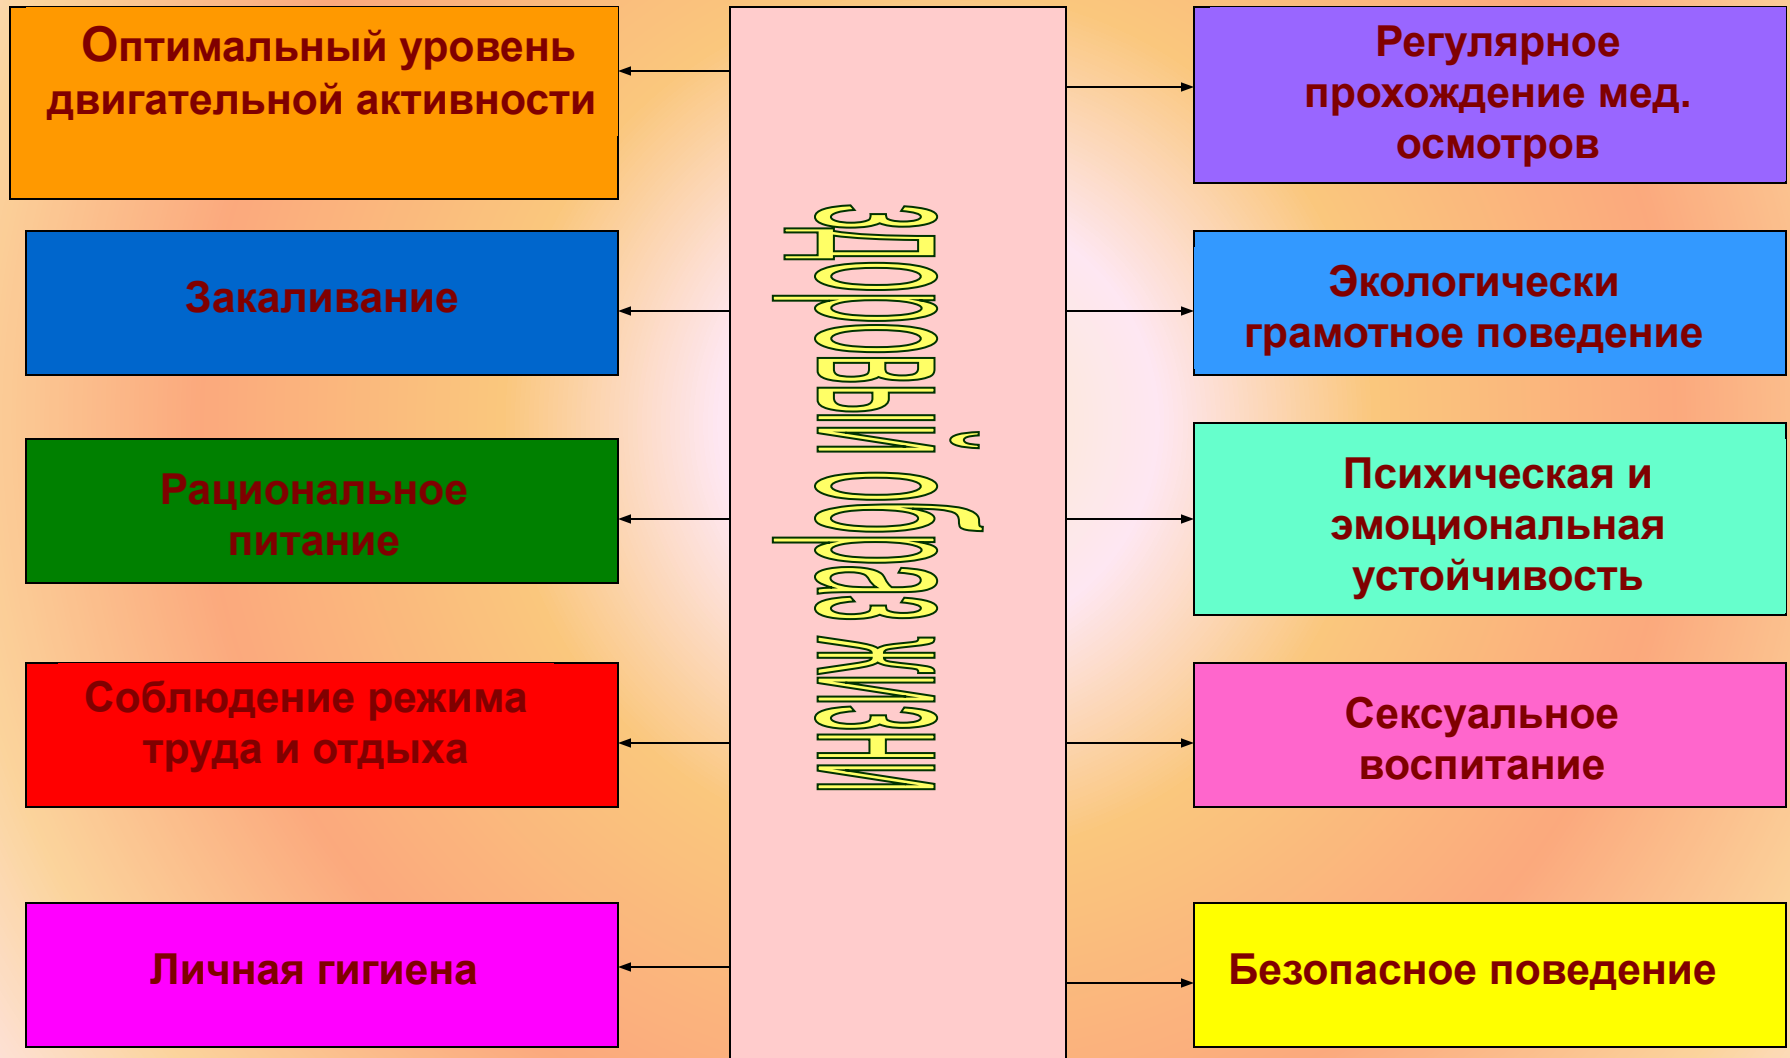 Оптимальный уровень
двигательной активности
Закаливание
Рациональное
питание
Соблюдение режима
труда и отдыха
Личная гигиена
здоровый образ жизни
Регулярное
прохождение мед.
осмотров
Экологически
грамотное поведение
Психическая и
эмоциональная
устойчивость
Сексуальное
воспитание
Безопасное поведение